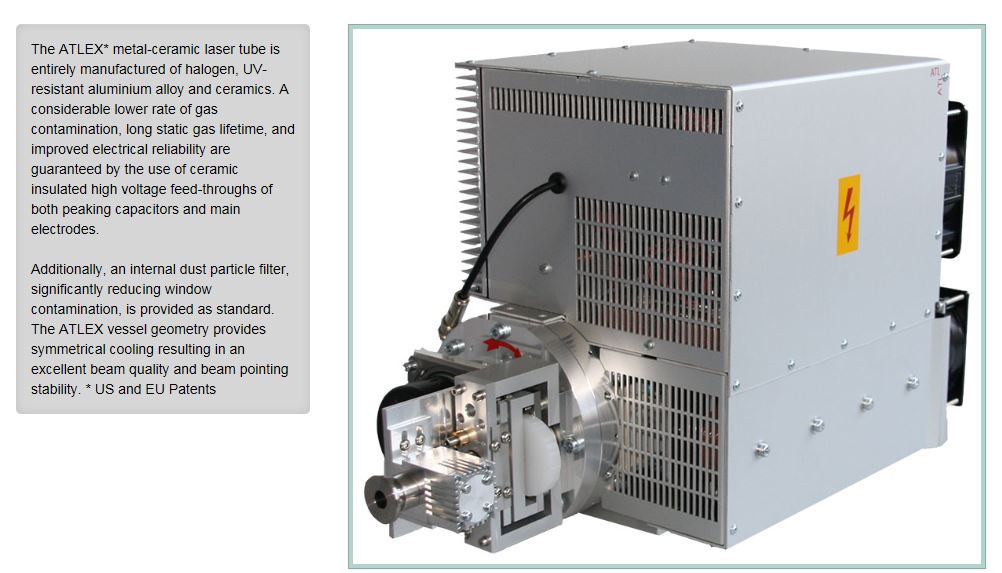 The ATLEX* metal-ceramic laser tube is
entirely manufactured of halogen, UV-
resistant aluminium alloy and ceramics. A
considerable lower rate of gas
contamination, long static gas lifetime, and
improved electrical reliability are
guaranteed by the use of ceramic
insulated high voltage feed-throughs of
both peaking capacitors and main
electrodes.
Additionally, an internal dust particle filter,
significantly reducing window
contamination, is provided as standard.
The ATLEX vessel geometry provides
symmetrical cooling resulting in an
excellent beam quality and beam pointing
stability. * US and EU Patents
ATL
ATL